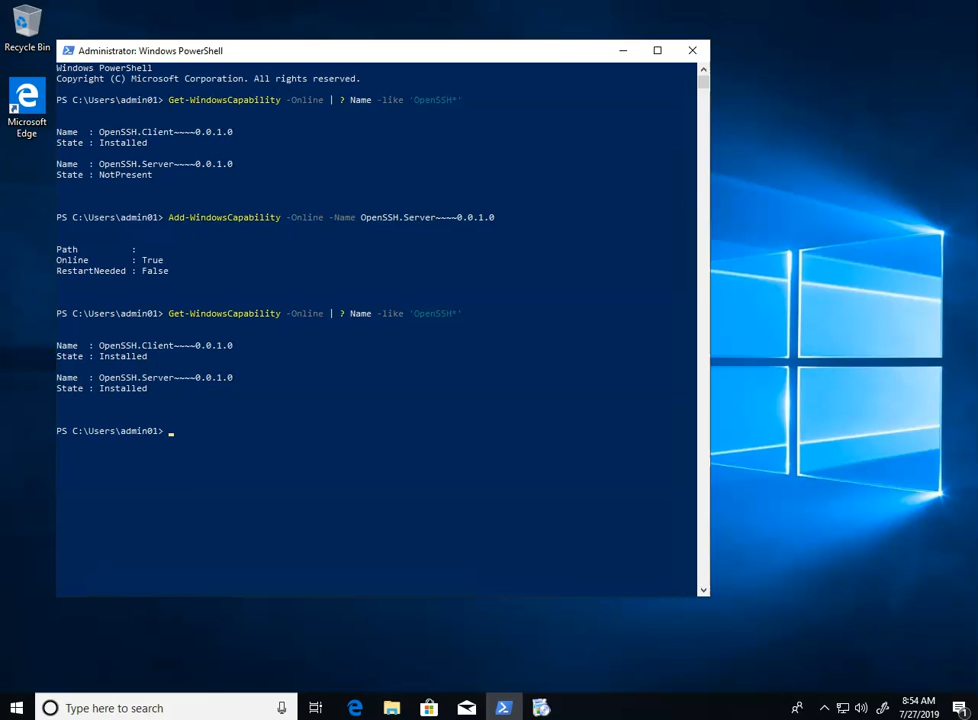 Recycle Bin
Microsoft
Edge
Administrator: Windows PowerShell
Windows PowerShell
Copyright (C) Microsoft Corporation. All rights reserved.
PS C:\Users\admin01> Get-WindowsCapability -Online | ? Name -like 'OpenSSH*'
Name  : OpenSSH.Client~~~~0.0.1.0
State : Installed
Name  : OpenSSH.Server~~~~0.0.1.0
State : NotPresent
PS C:\Users\admin01> Add-WindowsCapability -Online -Name OpenSSH.Server~~~~0.0.1.0
Path          :
Online        : True
RestartNeeded : False
PS C:\Users\admin01> Get-WindowsCapability -Online | ? Name -like 'OpenSSH*'
Name  : OpenSSH.Client~~~~0.0.1.0
State : Installed
Name  : OpenSSH.Server~~~~0.0.1.0
State : Installed
PS C:\Users\admin01>
Type here to search
8:54 AM
7/27/2019
1